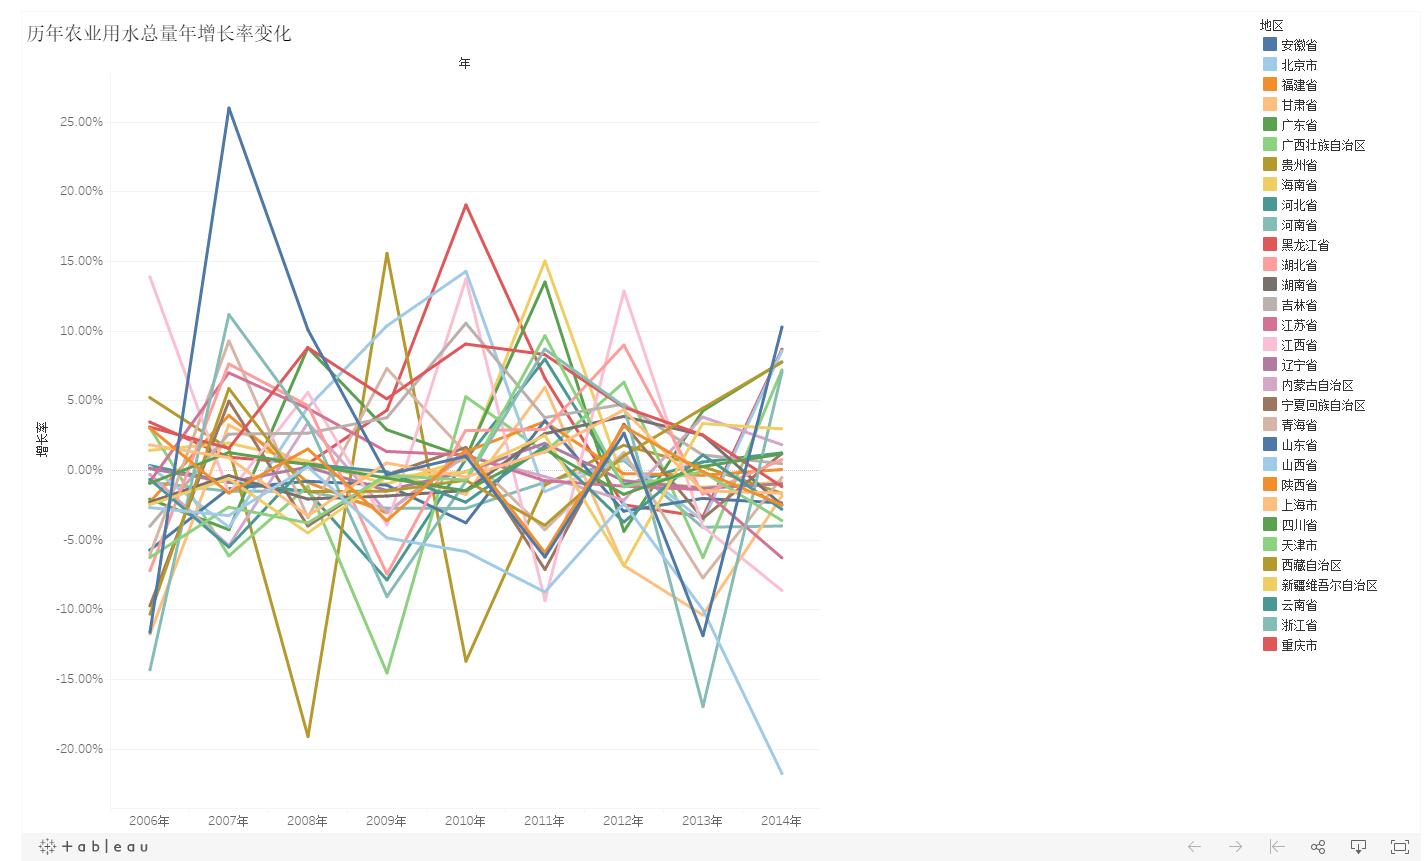 历年农业用水总量年增长率变化
年
25.00%
20.00%
15.00%
10.00%
5.00%
0.00%
-5.00%
-10.00%
-15.00%
-20.00%
增长率
2006年 2007年 2008年 2009年 2010年 2011年 2012年 2013年 2014年
地区
安徽省
北京市
福建省
甘肃省
广东省
广西壮族自治区
贵州省
海南省
河北省
河南省
黑龙江省
湖北省
湖南省
吉林省
江苏省
江西省
辽宁省
内蒙古自治区
宁夏回族自治区
青海省
山东省
山西省
陕西省
上海市
四川省
天津市
西藏自治区
新疆维吾尔自治区
云南省
浙江省
重庆市
+ableau